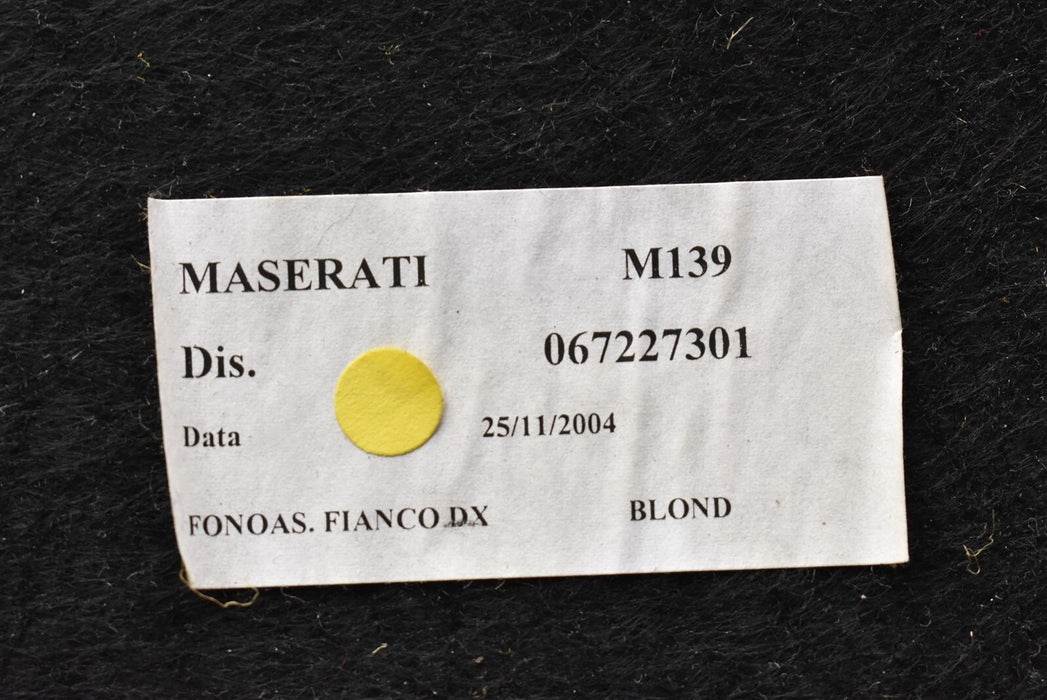 MASERATI M139
Dis. 067227301
Data 25/11/2004
FONOAS. FIANCO DX BLOND